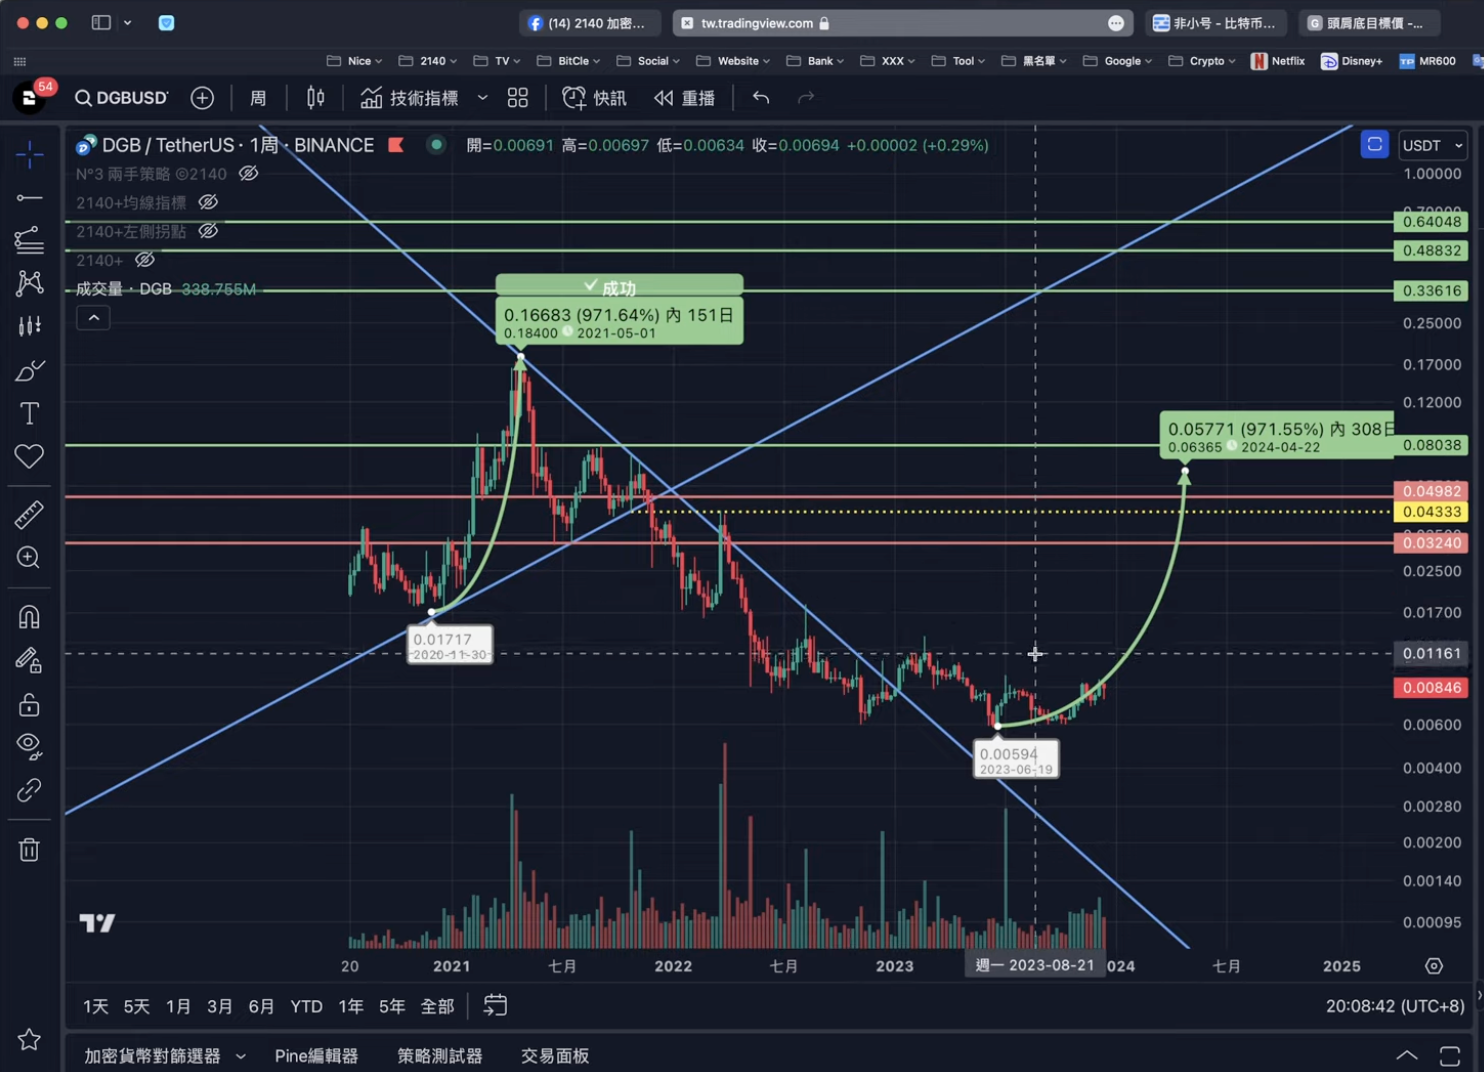 (14) 2140 加密...
tw.tradingview.com
非小号 - 比特币...
G 頭肩底目標價 -...
Nice
2140
TV
BitCle
Social
Website
Bank
XXX
Tool
黑名單
Google
Crypto
Netflix
Disney+
TP MR600
54
DGBUSD
周
技術指標
快訊
重播
DGB / TetherUS · 1周 · BINANCE
開=0.00691 高=0.00697 低=0.00634 收=0.00694 +0.00002 (+0.29%)
USDT
Nº3 兩手策略 ©2140
2140+均線指標
2140+左側拐點
2140+
成交量 · DGB 338.755M
✓ 成功
0.16683 (971.64%) 內 151日
0.18400 2021-05-01
0.01717
2020-11-30
0.05771 (971.55%) 內 308日
0.06365 2024-04-22
0.00594
2023-06-19
1.00000
0.64048
0.48832
0.33616
0.25000
0.17000
0.12000
0.08038
0.04982
0.04333
0.03240
0.02500
0.01700
0.01161
0.00846
0.00600
0.00400
0.00280
0.00200
0.00140
0.00095
20
2021
七月
2022
七月
2023
週一 2023-08-21
024
七月
2025
1天 5天 1月 3月 6月 YTD 1年 5年 全部
20:08:42 (UTC+8)
加密貨幣對篩選器
Pine編輯器
策略測試器
交易面板